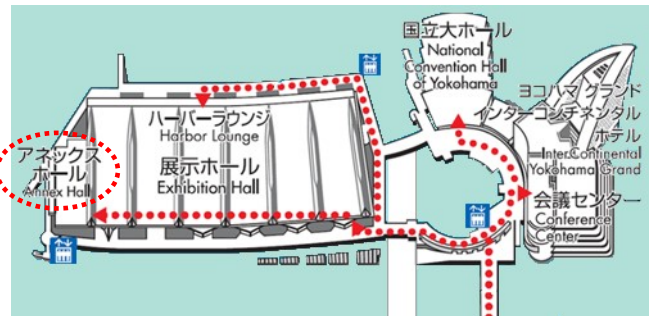 国立大ホール
National
Convention Hall
of Yokohama
ヨコハマ グランド
インターコンチネンタル
ホテル
InterContinental
Yokohama Grand
ハーバーラウンジ
Harbor Lounge
アネックス
ホール
Annex Hall
展示ホール
Exhibition Hall
会議センター
Conference
Center